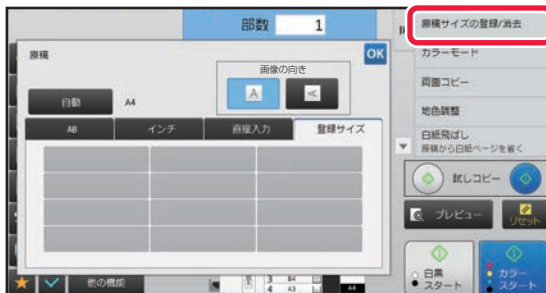 部数 1
原稿サイズの登録/消去
原稿
OK
カラーモード
画像の向き
両面コピー
自動 A4
A A
地色調整
AB インチ 直接入力 登録サイズ
白紙飛ばし
原稿から白紙ページを省く
試しコピー
プレビュー
リセット
白黒
スタート
カラー
スタート
他の機能
3 B4
4 A3
A4